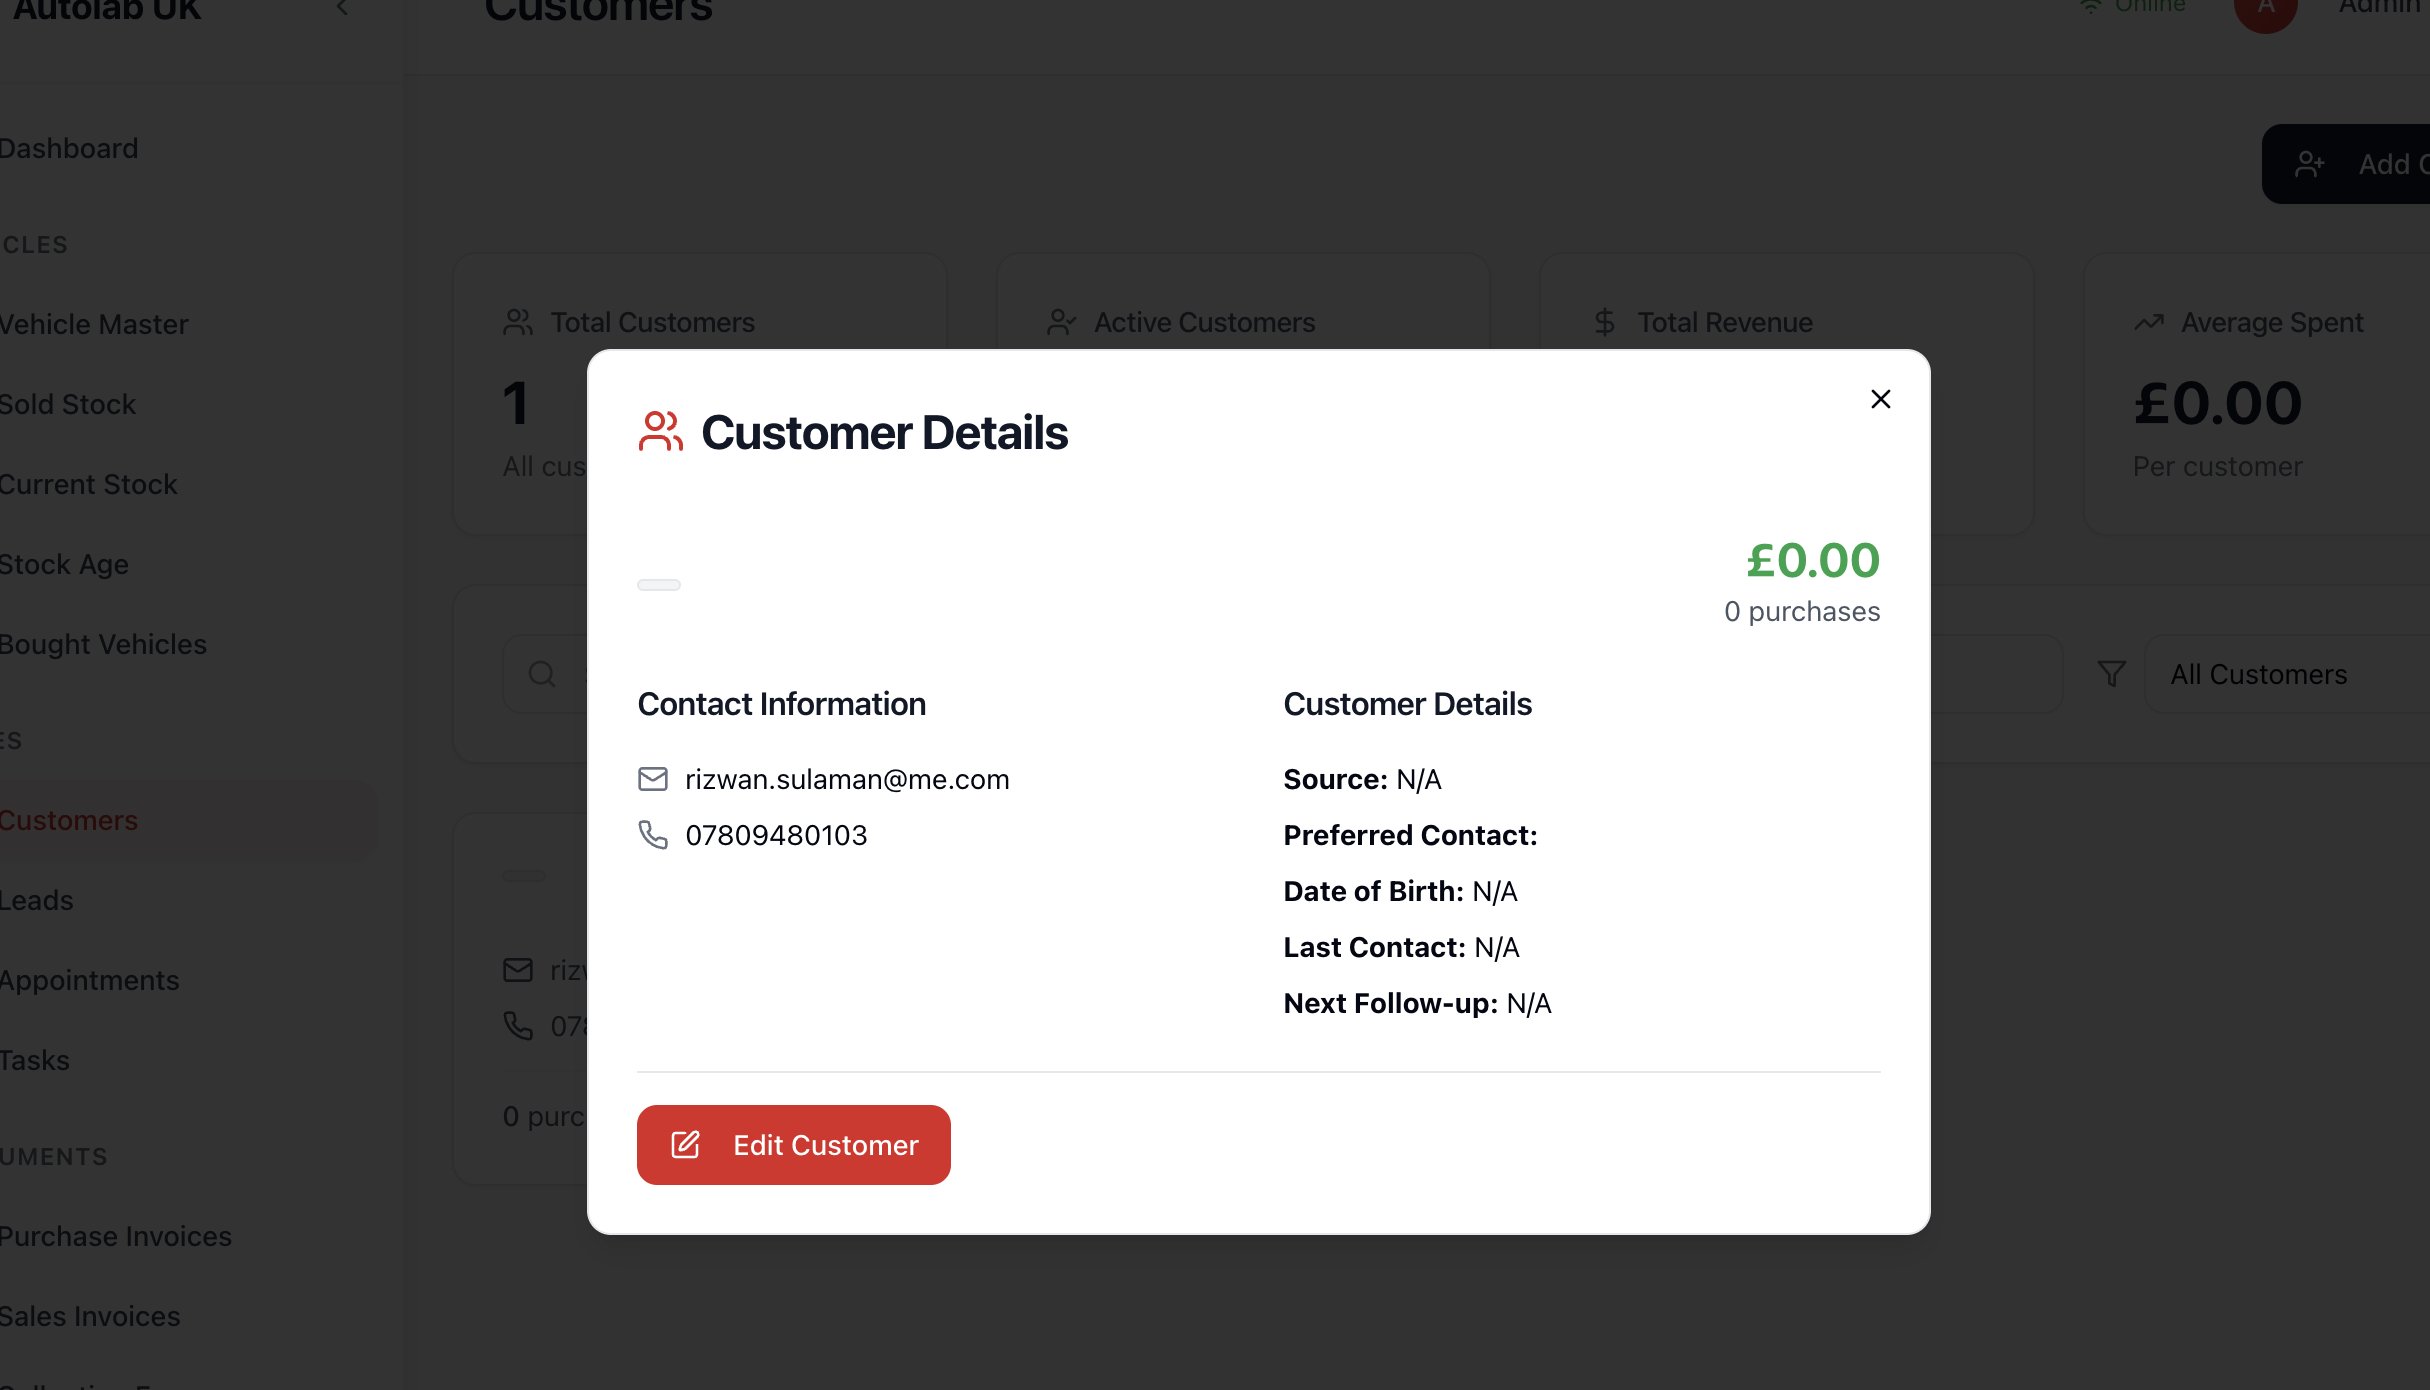 Autolab UK
Customers
Online
A
Admin
Dashboard
CLES
Vehicle Master
Sold Stock
Current Stock
Stock Age
Bought Vehicles
ES
Customers
Leads
Appointments
Tasks
UMENTS
Purchase Invoices
Sales Invoices
Add C
Total Customers
1
All cus
Active Customers
Total Revenue
Average Spent
£0.00
Per customer
All Customers
rizw
078
0 purc
Customer Details
£0.00
0 purchases
Contact Information
rizwan.sulaman@me.com
07809480103
Customer Details
Source: N/A
Preferred Contact:
Date of Birth: N/A
Last Contact: N/A
Next Follow-up: N/A
Edit Customer